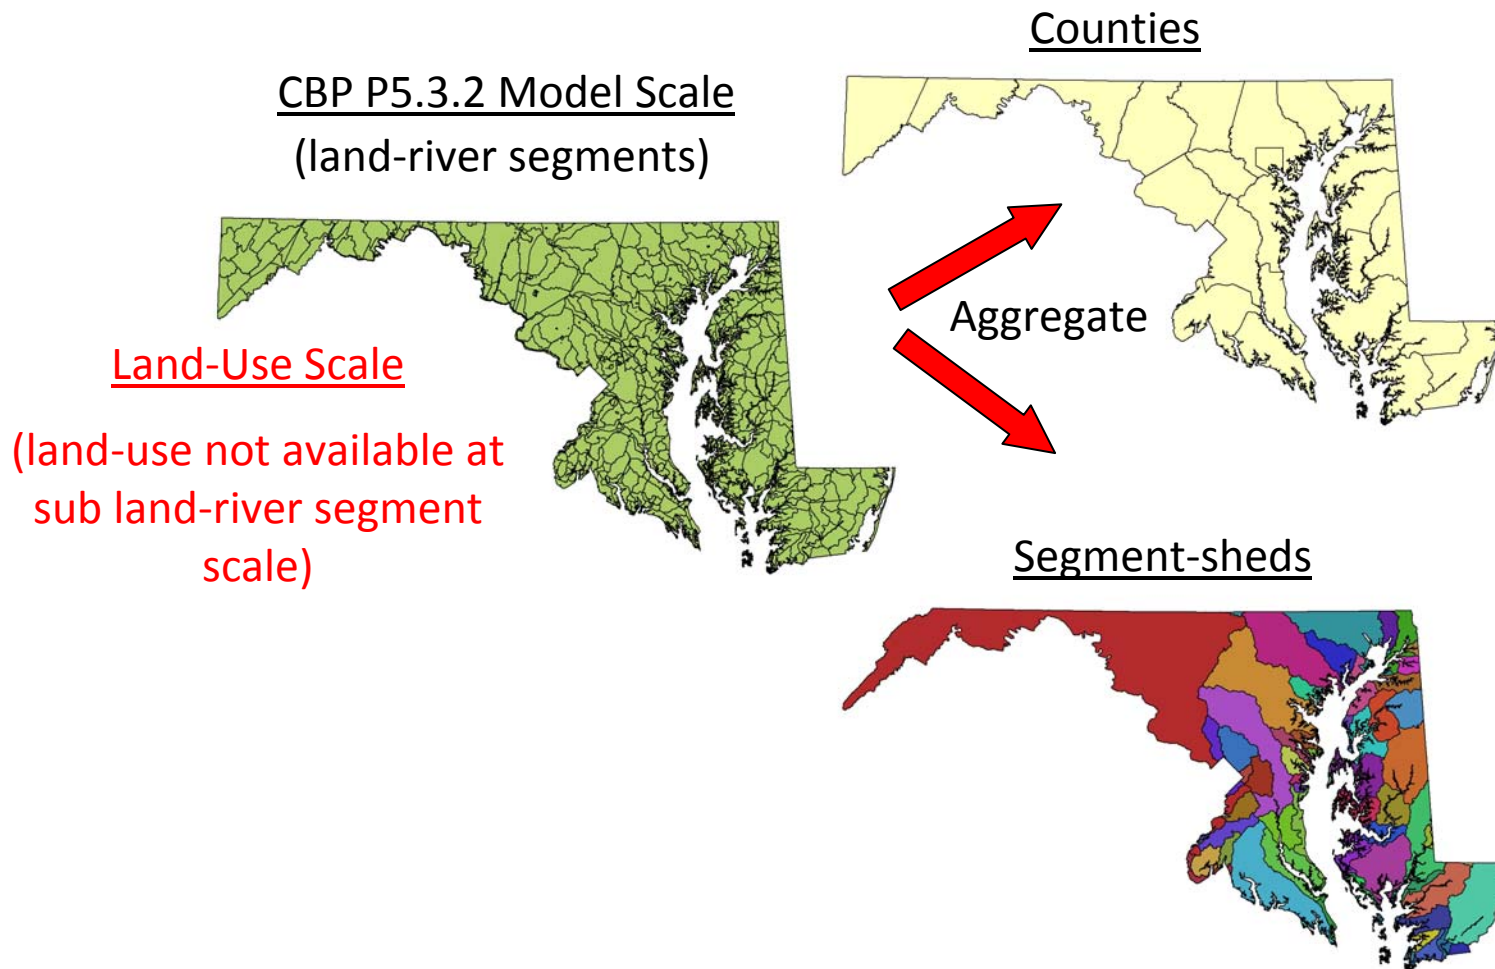 Counties
CBP P5.3.2 Model Scale
(land-river segments)
Aggregate
Land-Use Scale
(land-use not available at
sub land-river segment
scale)
Segment-sheds